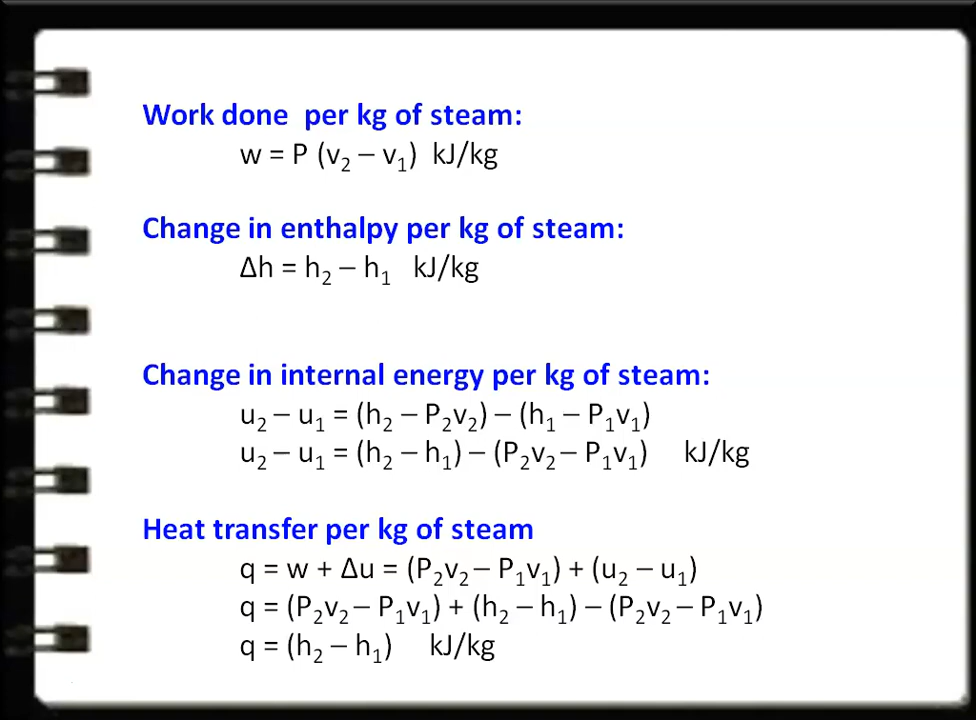 Work done per kg of steam:
w = P (v₂ – v₁) kJ/kg
Change in enthalpy per kg of steam:
Δh = h₂ – h₁ kJ/kg
Change in internal energy per kg of steam:
u₂ – u₁ = (h₂ – P₂v₂) – (h₁ – P₁v₁)
u₂ – u₁ = (h₂ – h₁) – (P₂v₂ – P₁v₁) kJ/kg
Heat transfer per kg of steam
q = w + Δu = (P₂v₂ – P₁v₁) + (u₂ – u₁)
q = (P₂v₂ – P₁v₁) + (h₂ – h₁) – (P₂v₂ – P₁v₁)
q = (h₂ – h₁) kJ/kg